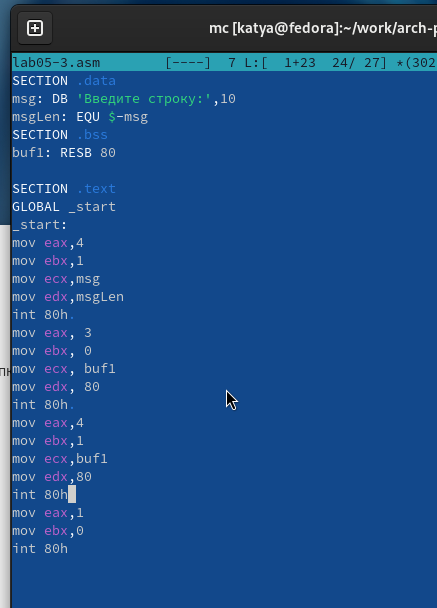 mc [katya@fedora]:~/work/arch-p
lab05-3.asm [----] 7 L:[ 1+23 24/ 27] *(302
SECTION .data
msg: DB 'Введите строку:',10
msgLen: EQU $-msg
SECTION .bss
buf1: RESB 80
SECTION .text
GLOBAL _start
_start:
mov eax,4
mov ebx,1
mov ecx,msg
mov edx,msgLen
int 80h.
mov eax, 3
mov ebx, 0
mov ecx, buf1
mov edx, 80
int 80h.
mov eax,4
mov ebx,1
mov ecx,buf1
mov edx,80
int 80h
mov eax,1
mov ebx,0
int 80h